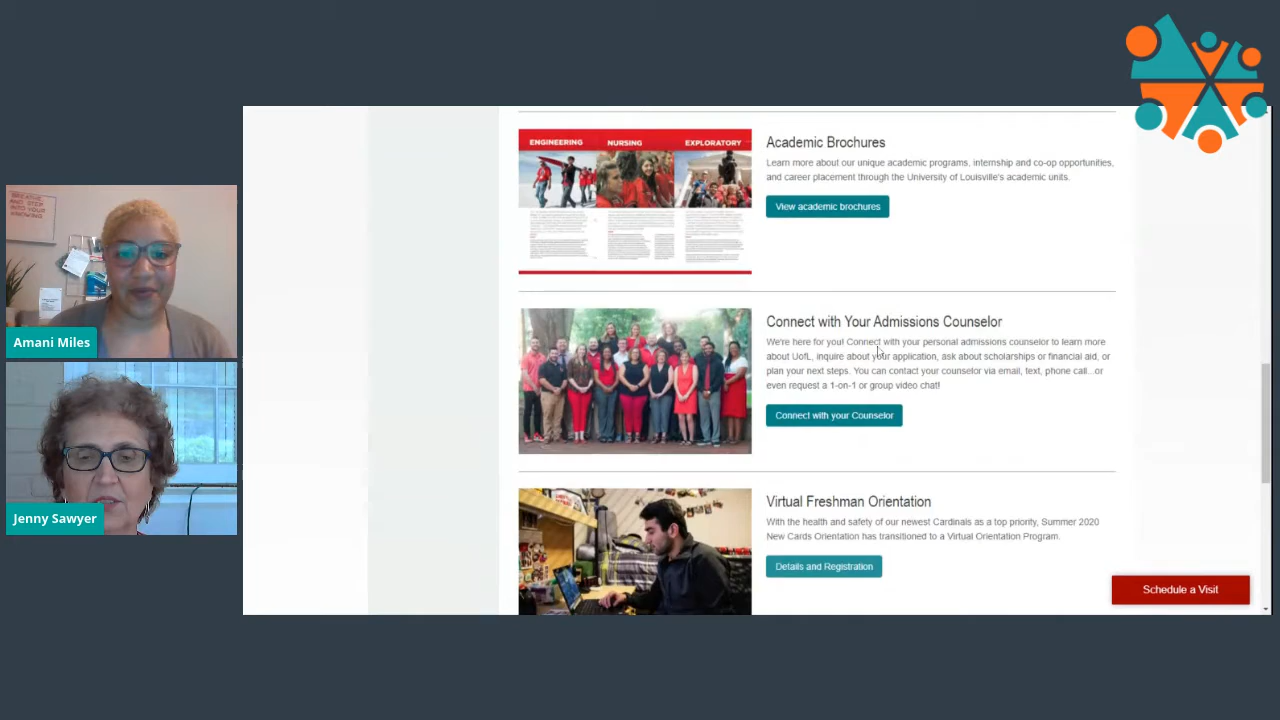 BREATHE
AND STEP
INTO YOUR
KNOWING
Amani Miles
Jenny Sawyer
ENGINEERING
NURSING
EXPLORATORY
Academic Brochures
Learn more about our unique academic programs, internship and co-op opportunities,
and career placement through the University of Louisville's academic units.
View academic brochures
Connect with Your Admissions Counselor
We're here for you! Connect with your personal admissions counselor to learn more
about UofL, inquire about your application, ask about scholarships or financial aid, or
plan your next steps. You can contact your counselor via email, text, phone call...or
even request a 1-on-1 or group video chat!
Connect with your Counselor
Virtual Freshman Orientation
With the health and safety of our newest Cardinals as a top priority, Summer 2020
New Cards Orientation has transitioned to a Virtual Orientation Program.
Details and Registration
Schedule a Visit